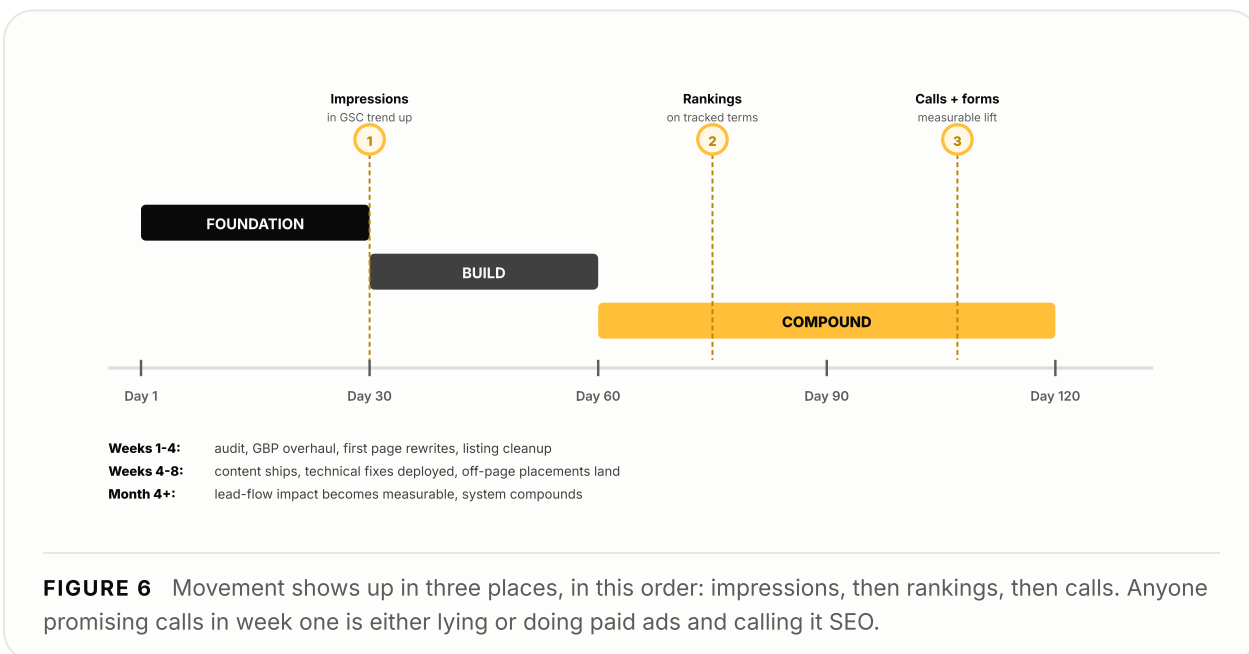 Impressions
in GSC trend up
1
Rankings
on tracked terms
2
Calls + forms
measurable lift
3
FOUNDATION
BUILD
COMPOUND
Day 1
Day 30
Day 60
Day 90
Day 120
Weeks 1-4: audit, GBP overhaul, first page rewrites, listing cleanup
Weeks 4-8: content ships, technical fixes deployed, off-page placements land
Month 4+: lead-flow impact becomes measurable, system compounds
FIGURE 6 Movement shows up in three places, in this order: impressions, then rankings, then calls. Anyone
promising calls in week one is either lying or doing paid ads and calling it SEO.